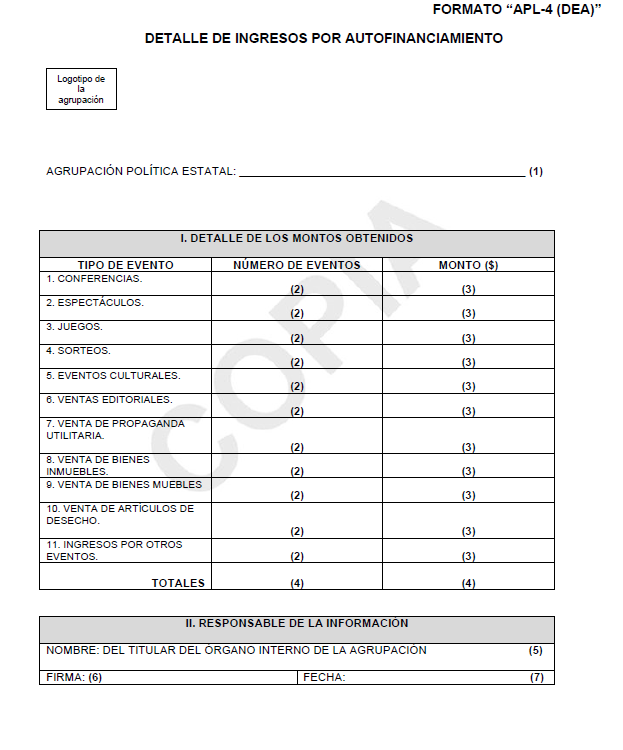 FORMATO “APL-4 (DEA)”
DETALLE DE INGRESOS POR AUTOFINANCIAMIENTO
Logotipo de
la
agrupación
AGRUPACIÓN POLÍTICA ESTATAL: ______________________________________________ (1)
COPIA
I. DETALLE DE LOS MONTOS OBTENIDOS
TIPO DE EVENTO NÚMERO DE EVENTOS MONTO ($)
1. CONFERENCIAS. (2) (3)
2. ESPECTÁCULOS. (2) (3)
3. JUEGOS. (2) (3)
4. SORTEOS. (2) (3)
5. EVENTOS CULTURALES. (2) (3)
6. VENTAS EDITORIALES. (2) (3)
7. VENTA DE PROPAGANDA
UTILITARIA. (2) (3)
8. VENTA DE BIENES
INMUEBLES. (2) (3)
9. VENTA DE BIENES MUEBLES (2) (3)
10. VENTA DE ARTÍCULOS DE
DESECHO. (2) (3)
11. INGRESOS POR OTROS
EVENTOS. (2) (3)
TOTALES (4) (4)
II. RESPONSABLE DE LA INFORMACIÓN
NOMBRE: DEL TITULAR DEL ÓRGANO INTERNO DE LA AGRUPACIÓN (5)
FIRMA: (6) FECHA: (7)